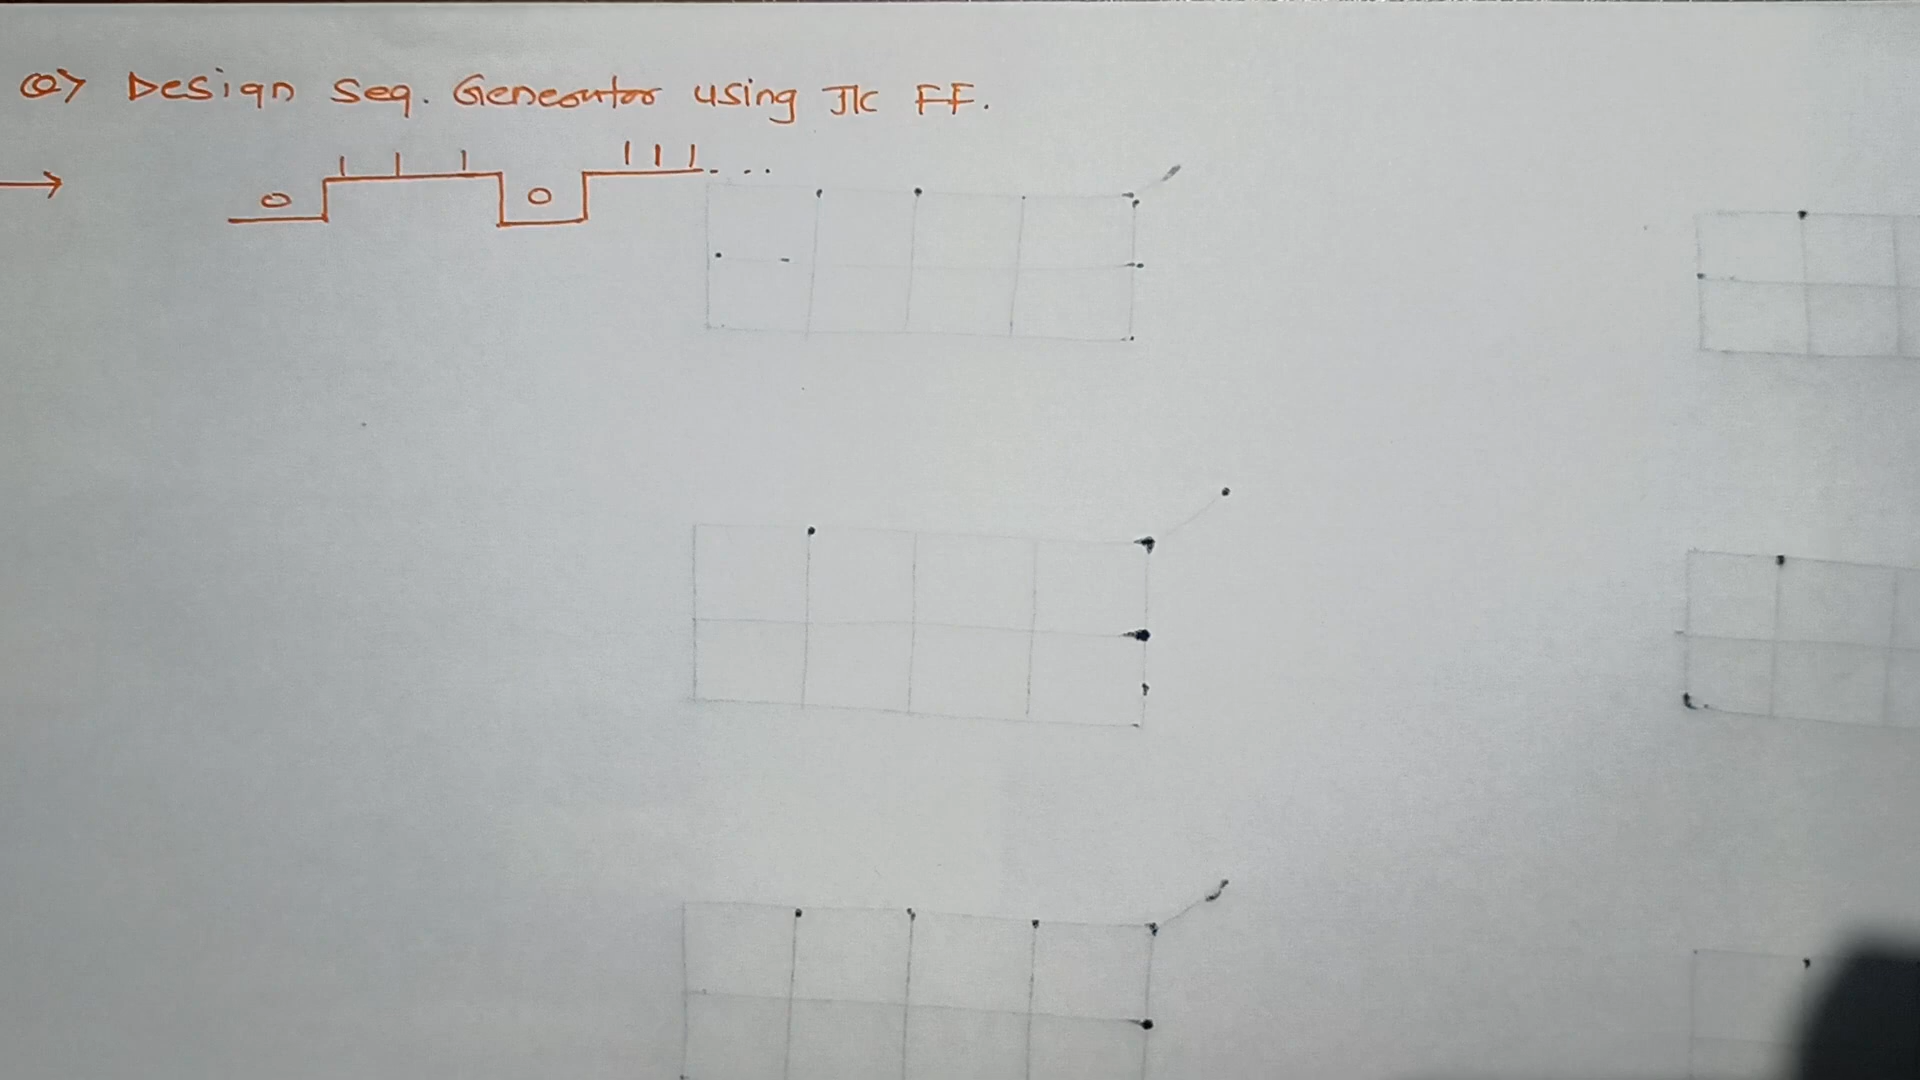 Q> Design Seq. Generator using JK FF.
→ 0 1 1 1 0 1 1 1 ...